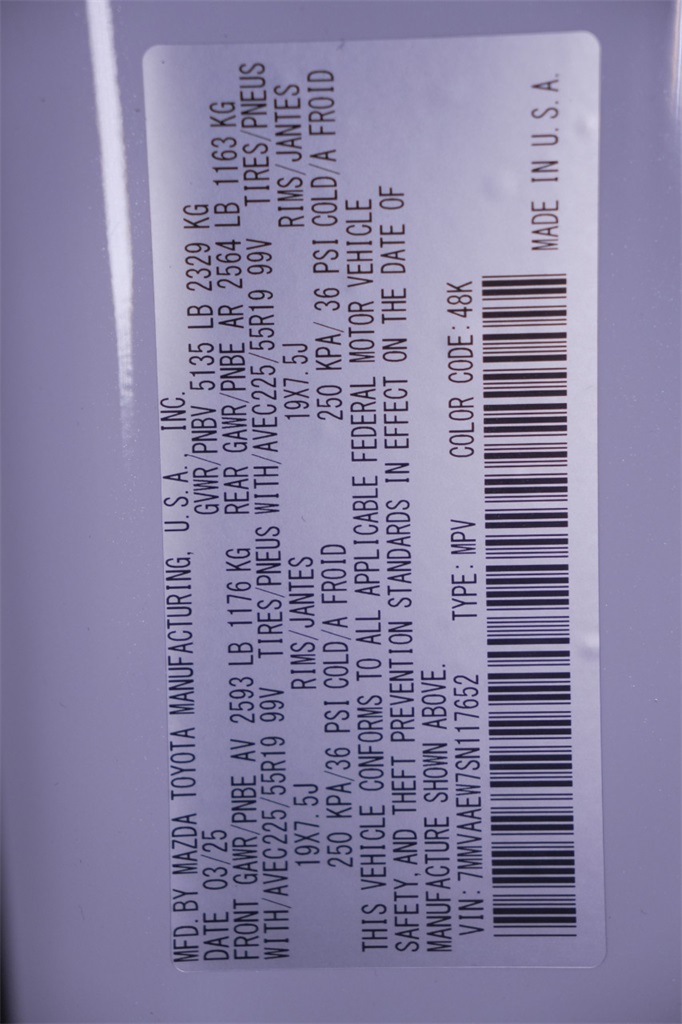 MFD. BY MAZDA TOYOTA MANUFACTURING, U.S.A., INC.
DATE 03/25 GVWR/PNBV 5135 LB 2329 KG
FRONT GAWR/PNBE AV 2593 LB 1176 KG REAR GAWR/PNBE AR 2564 LB 1163 KG
WITH/AVEC225/55R19 99V TIRES/PNEUS WITH/AVEC225/55R19 99V TIRES/PNEUS
19X7.5J RIMS/JANTES 19X7.5J RIMS/JANTES
250 KPA/36 PSI COLD/A FROID 250 KPA/ 36 PSI COLD/A FROID
THIS VEHICLE CONFORMS TO ALL APPLICABLE FEDERAL MOTOR VEHICLE
SAFETY, AND THEFT PREVENTION STANDARDS IN EFFECT ON THE DATE OF
MANUFACTURE SHOWN ABOVE.
VIN: 7MMVAAEW7SN117652 TYPE: MPV COLOR CODE: 48K
MADE IN U.S.A.